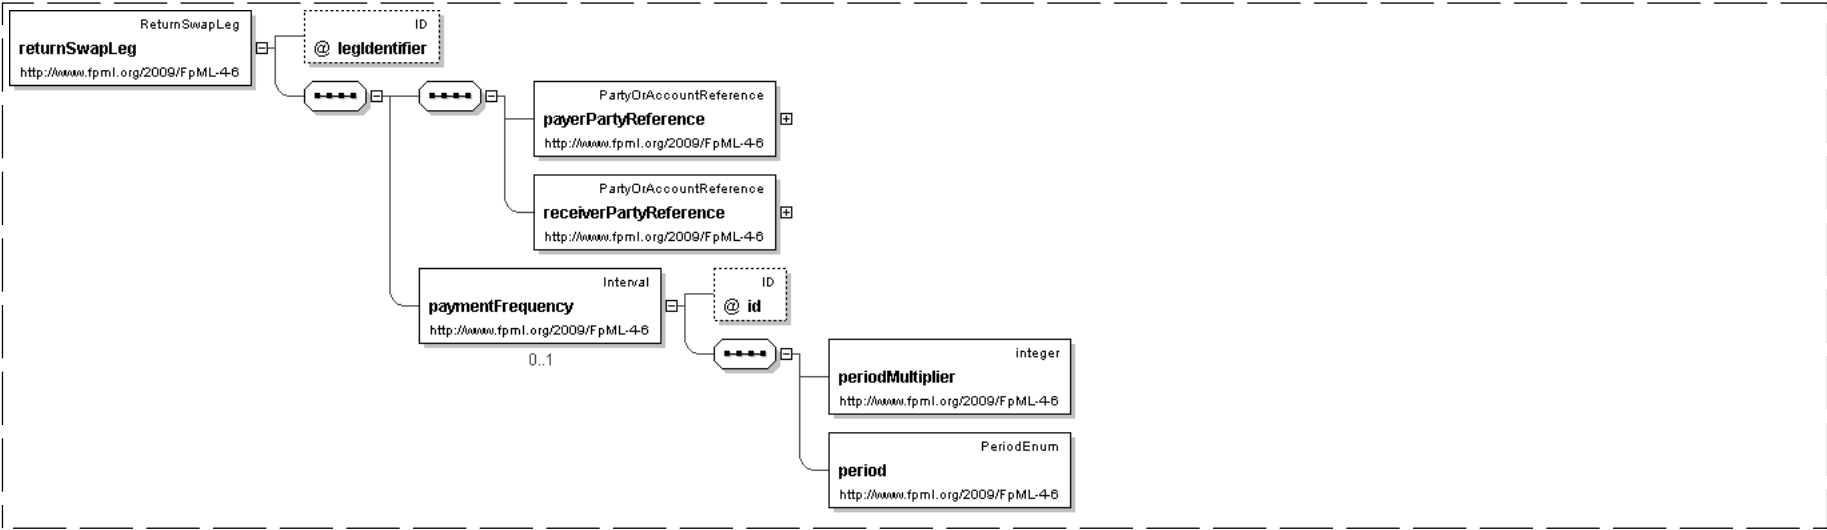 ReturnSwapLeg
returnSwapLeg
http://www.fpml.org/2009/FpML-4-6
ID
@ legIdentifier
PartyOrAccountReference
payerPartyReference
http://www.fpml.org/2009/FpML-4-6
PartyOrAccountReference
receiverPartyReference
http://www.fpml.org/2009/FpML-4-6
Interval
paymentFrequency
http://www.fpml.org/2009/FpML-4-6
0..1
ID
@ id
integer
periodMultiplier
http://www.fpml.org/2009/FpML-4-6
PeriodEnum
period
http://www.fpml.org/2009/FpML-4-6